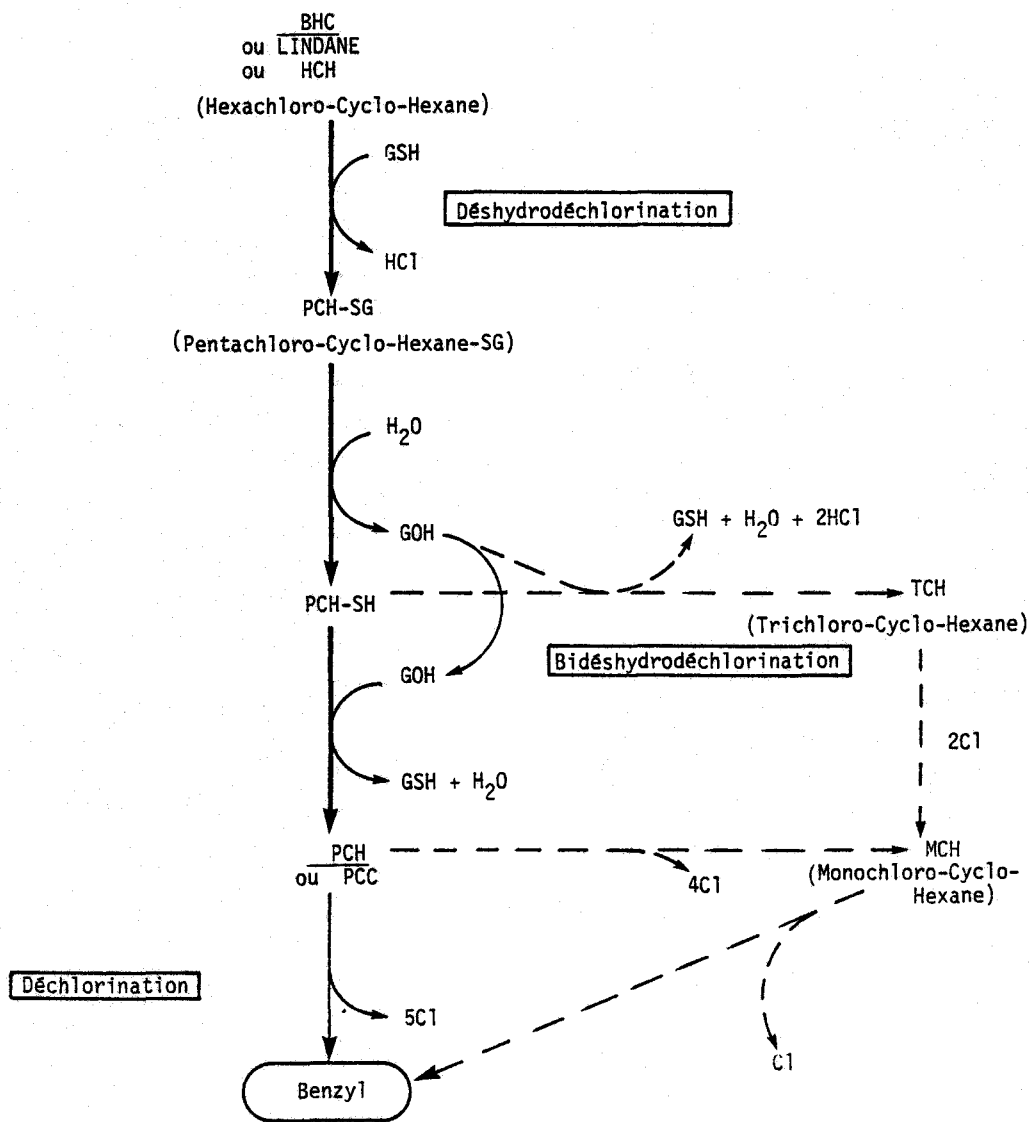 BHC
ou LINDANE
ou HCH
(Hexachloro-Cyclo-Hexane)
GSH
Déshydrodéchlorination
HCl
PCH-SG
(Pentachloro-Cyclo-Hexane-SG)
H2O
GOH
GSH + H2O + 2HCl
PCH-SH
TCH
(Trichloro-Cyclo-Hexane)
Bidéshydrodéchlorination
GOH
2Cl
GSH + H2O
PCH
ou PCC
4Cl
MCH
(Monochloro-Cyclo-
Hexane)
Déchlorination
5Cl
Cl
Benzyl